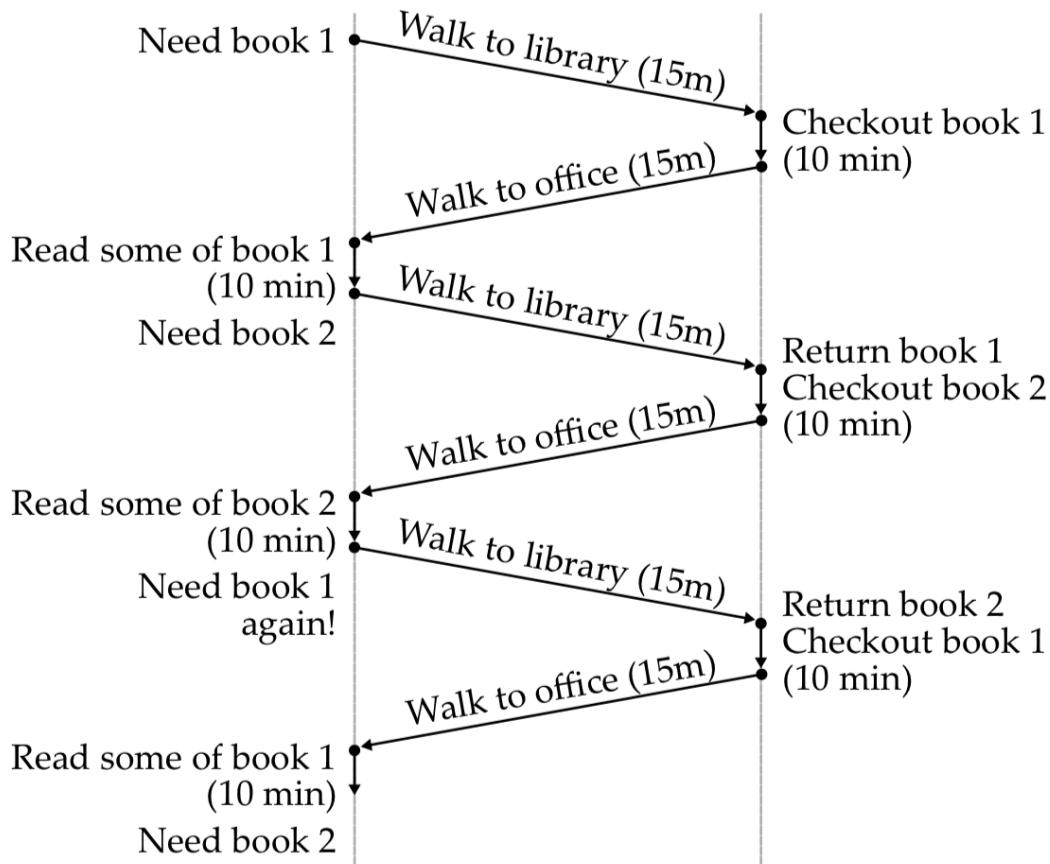 Need book 1
Walk to library (15m)
Checkout book 1
(10 min)
Walk to office (15m)
Read some of book 1
(10 min)
Need book 2
Walk to library (15m)
Return book 1
Checkout book 2
(10 min)
Walk to office (15m)
Read some of book 2
(10 min)
Need book 1
again!
Walk to library (15m)
Return book 2
Checkout book 1
(10 min)
Walk to office (15m)
Read some of book 1
(10 min)
Need book 2